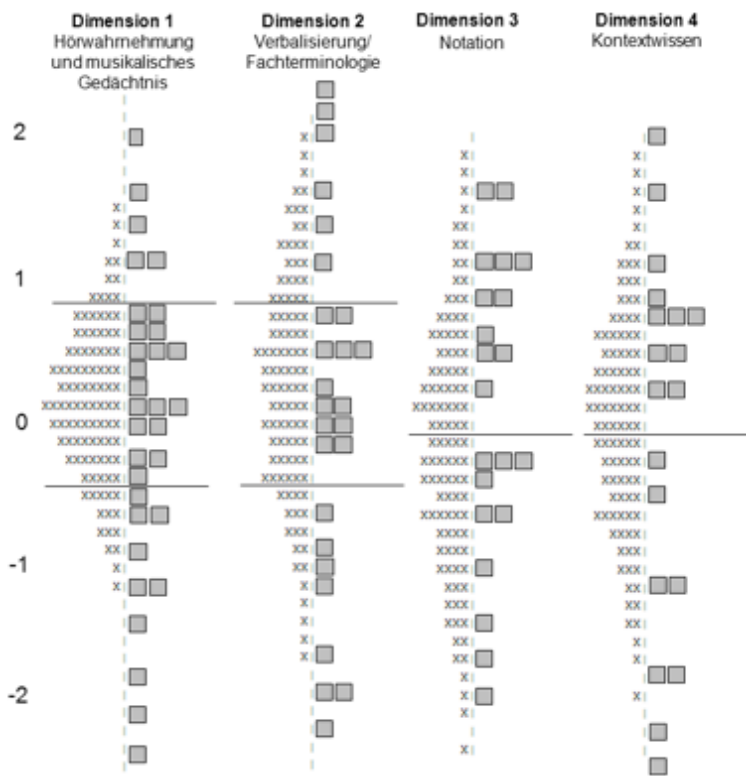 Dimension 1
Hörwahrnehmung
und musikalisches
Gedächtnis
Dimension 2
Verbalisierung/
Fachterminologie
Dimension 3
Notation
Dimension 4
Kontextwissen
2
1
0
-1
-2